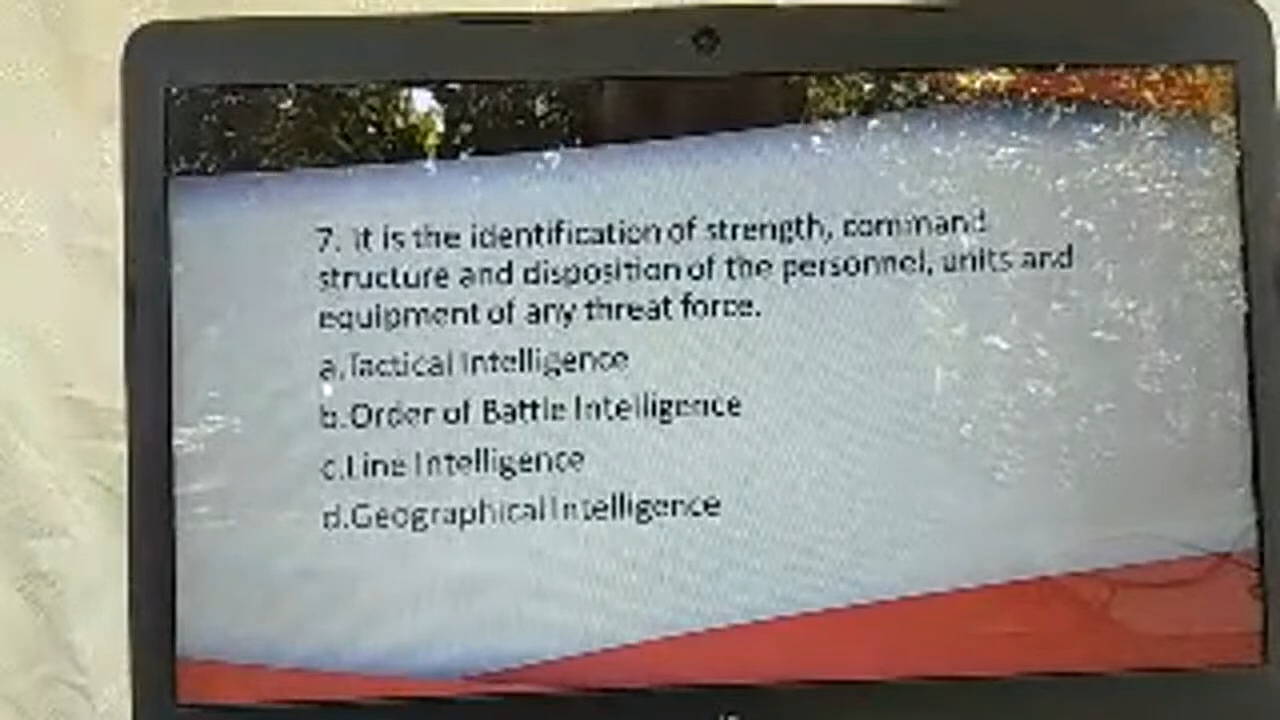 7. It is the identification of strength, command
structure and disposition of the personnel, units and
equipment of any threat force.
a.Tactical Intelligence
b.Order of Battle Intelligence
c.Line Intelligence
d.Geographical Intelligence